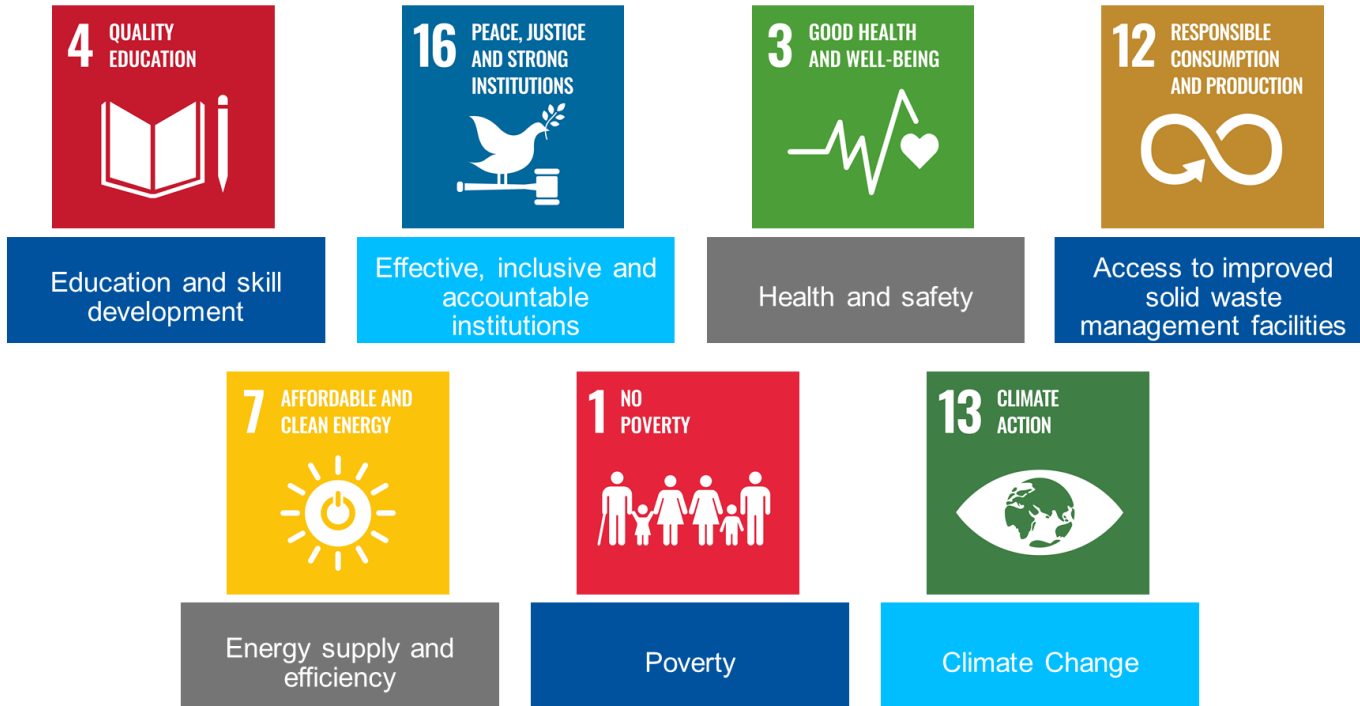 4 QUALITY
EDUCATION
16 PEACE, JUSTICE
AND STRONG
INSTITUTIONS
3 GOOD HEALTH
AND WELL-BEING
12 RESPONSIBLE
CONSUMPTION
AND PRODUCTION
Education and skill
development
Effective, inclusive and
accountable
institutions
Health and safety
Access to improved
solid waste
management facilities
7 AFFORDABLE AND
CLEAN ENERGY
1 NO
POVERTY
13 CLIMATE
ACTION
Energy supply and
efficiency
Poverty
Climate Change